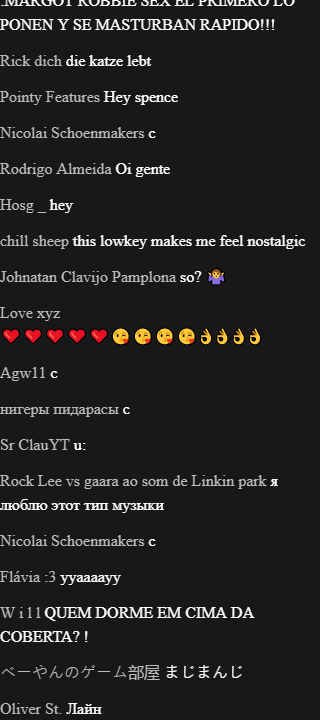 .MARGOT ROBBIE SEX EL PRIMERO LO
PONEN Y SE MASTURBAN RAPIDO!!!
Rick dich die katze lebt
Pointy Features Hey spence
Nicolai Schoenmakers c
Rodrigo Almeida Oi gente
Hosg _ hey
chill sheep this lowkey makes me feel nostalgic
Johnatan Clavijo Pamplona so? 🤷‍♀️
Love xyz
❤️❤️❤️❤️❤️😘😘😘😘👌👌👌👌
Agw11 c
нигеры пидарасы c
Sr ClauYT u:
Rock Lee vs gaara ao som de Linkin park я
люблю этот тип музыки
Nicolai Schoenmakers c
Flávia :3 yyaaaayy
W i l l QUEM DORME EM CIMA DA
COBERTA? !
べーやんのゲーム部屋 まじまんじ
Oliver St. Лайн